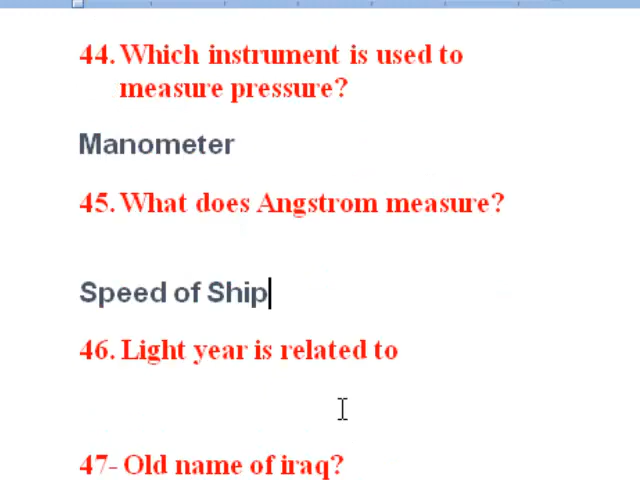 44. Which instrument is used to
measure pressure?
Manometer
45. What does Angstrom measure?
Speed of Ship
46. Light year is related to
47- Old name of iraq?